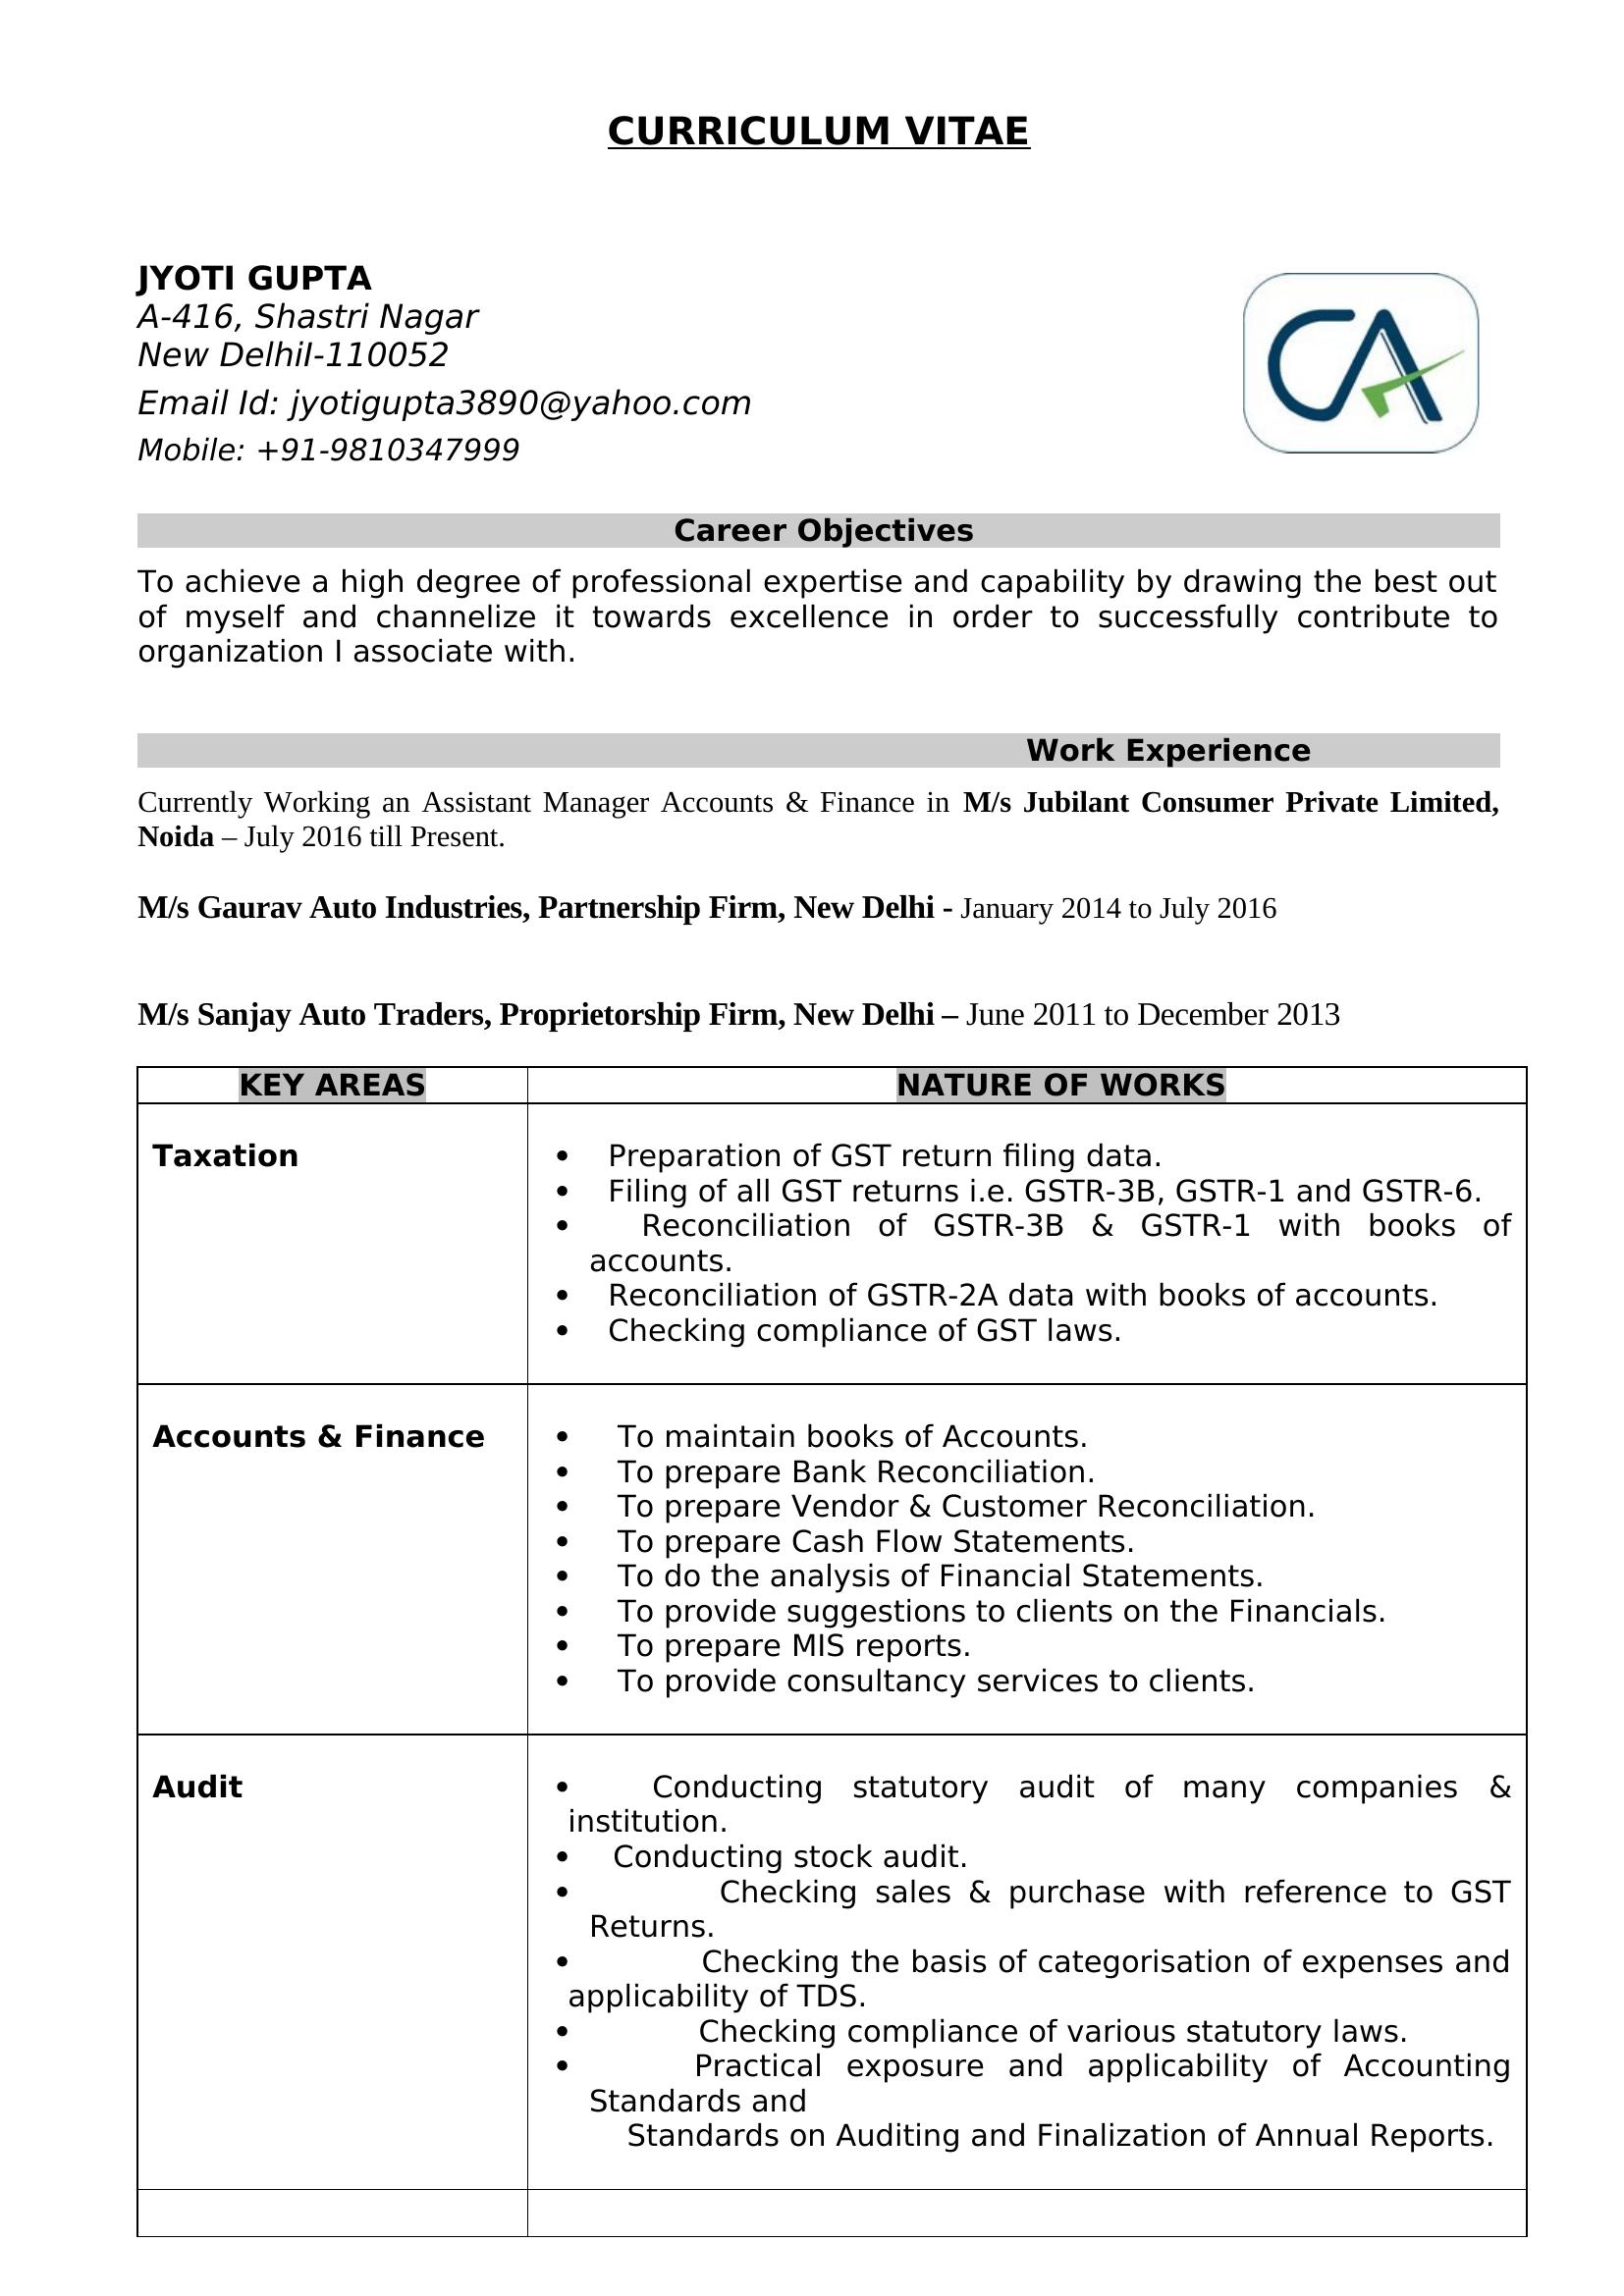 CURRICULUM VITAE
JYOTI GUPTA
A-416, Shastri Nagar
New DelhiI-110052
Email Id: jyotigupta3890@yahoo.com
Mobile: +91-9810347999
CA
Career Objectives
To achieve a high degree of professional expertise and capability by drawing the best out
of myself and channelize it towards excellence in order to successfully contribute to
organization I associate with.
Work Experience
Currently Working an Assistant Manager Accounts & Finance in M/s Jubilant Consumer Private Limited,
Noida – July 2016 till Present.
M/s Gaurav Auto Industries, Partnership Firm, New Delhi - January 2014 to July 2016
M/s Sanjay Auto Traders, Proprietorship Firm, New Delhi – June 2011 to December 2013
KEY AREAS
NATURE OF WORKS
Taxation
• Preparation of GST return filing data.
• Filing of all GST returns i.e. GSTR-3B, GSTR-1 and GSTR-6.
• Reconciliation of GSTR-3B & GSTR-1 with books of
accounts.
• Reconciliation of GSTR-2A data with books of accounts.
• Checking compliance of GST laws.
Accounts & Finance
• To maintain books of Accounts.
• To prepare Bank Reconciliation.
• To prepare Vendor & Customer Reconciliation.
• To prepare Cash Flow Statements.
• To do the analysis of Financial Statements.
• To provide suggestions to clients on the Financials.
• To prepare MIS reports.
• To provide consultancy services to clients.
Audit
• Conducting statutory audit of many companies &
institution.
• Conducting stock audit.
• Checking sales & purchase with reference to GST
Returns.
• Checking the basis of categorisation of expenses and
applicability of TDS.
• Checking compliance of various statutory laws.
• Practical exposure and applicability of Accounting
Standards and
Standards on Auditing and Finalization of Annual Reports.